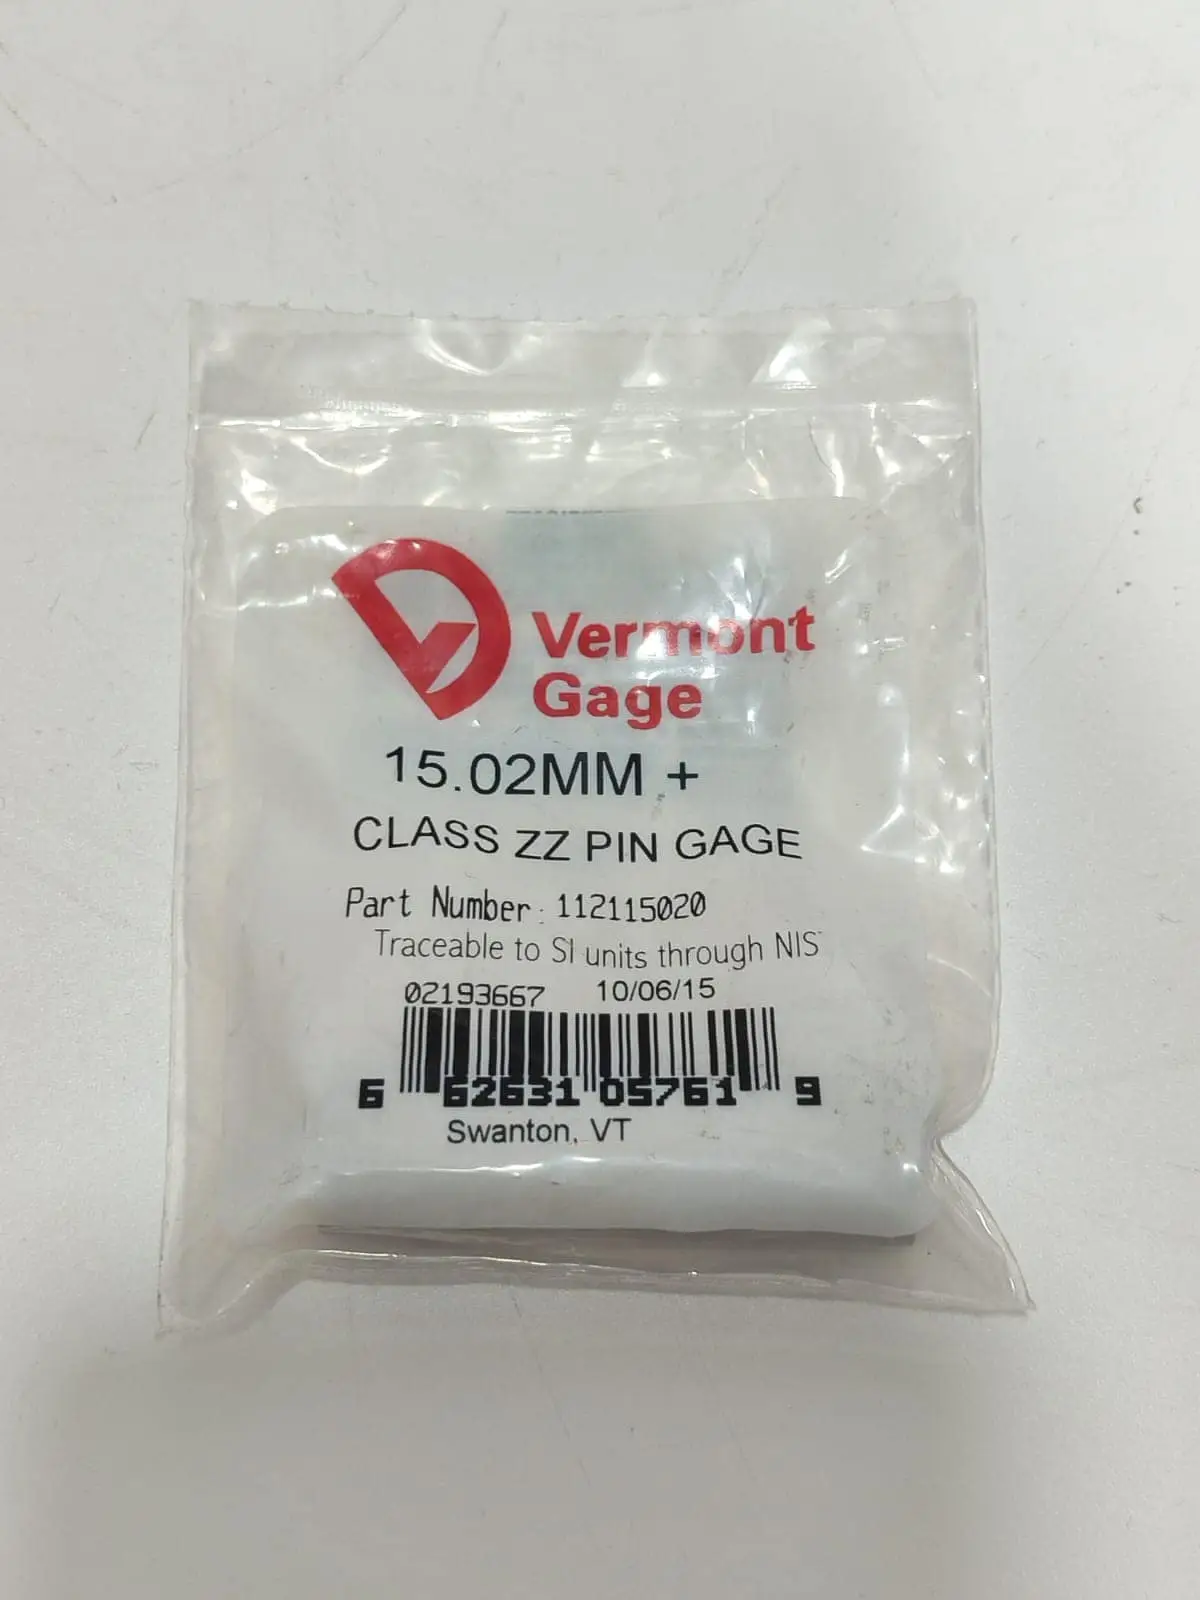 Vermont
Gage
15.02MM +
CLASS ZZ PIN GAGE
Part Number: 112115020
Traceable to SI units through NIS
02193667 10/06/15
6 62631 05761 9
Swanton, VT